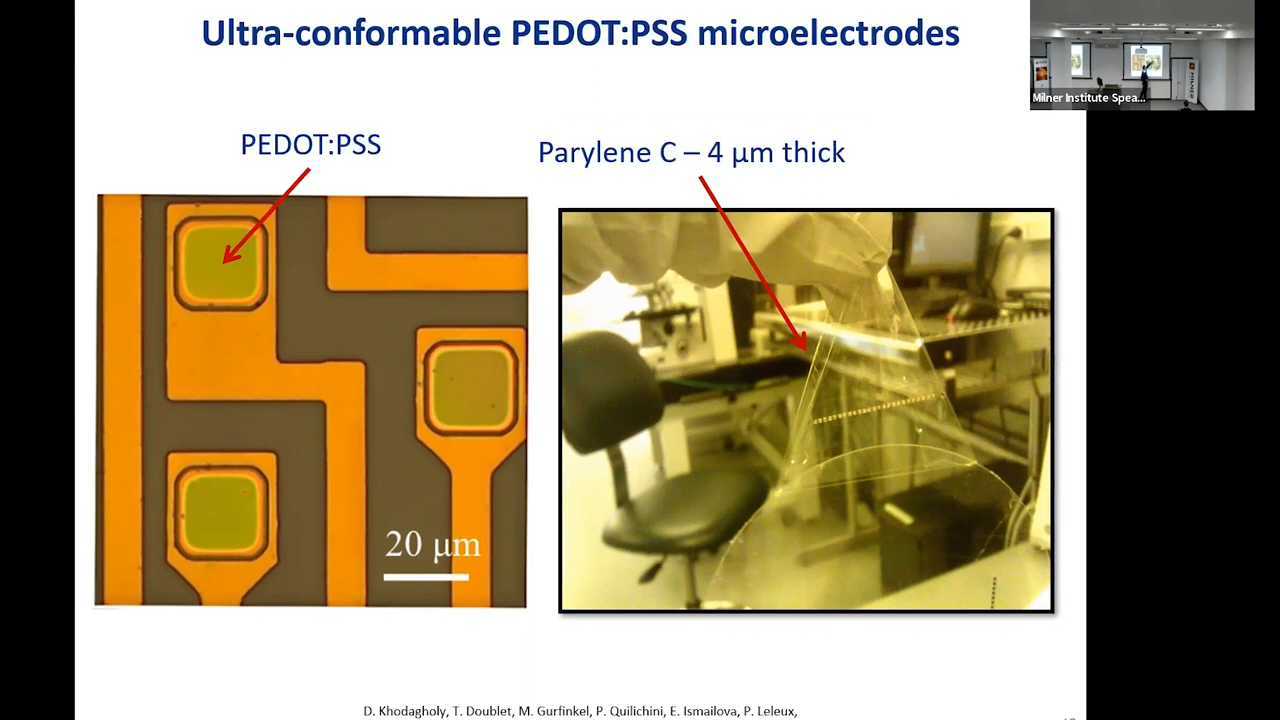 Ultra-conformable PEDOT:PSS microelectrodes
Milner Institute Spea...
PEDOT:PSS
Parylene C – 4 μm thick
20 μm
D. Khodagholy, T. Doublet, M. Gurfinkel, P. Quilichini, E. Ismailova, P. Leleux,